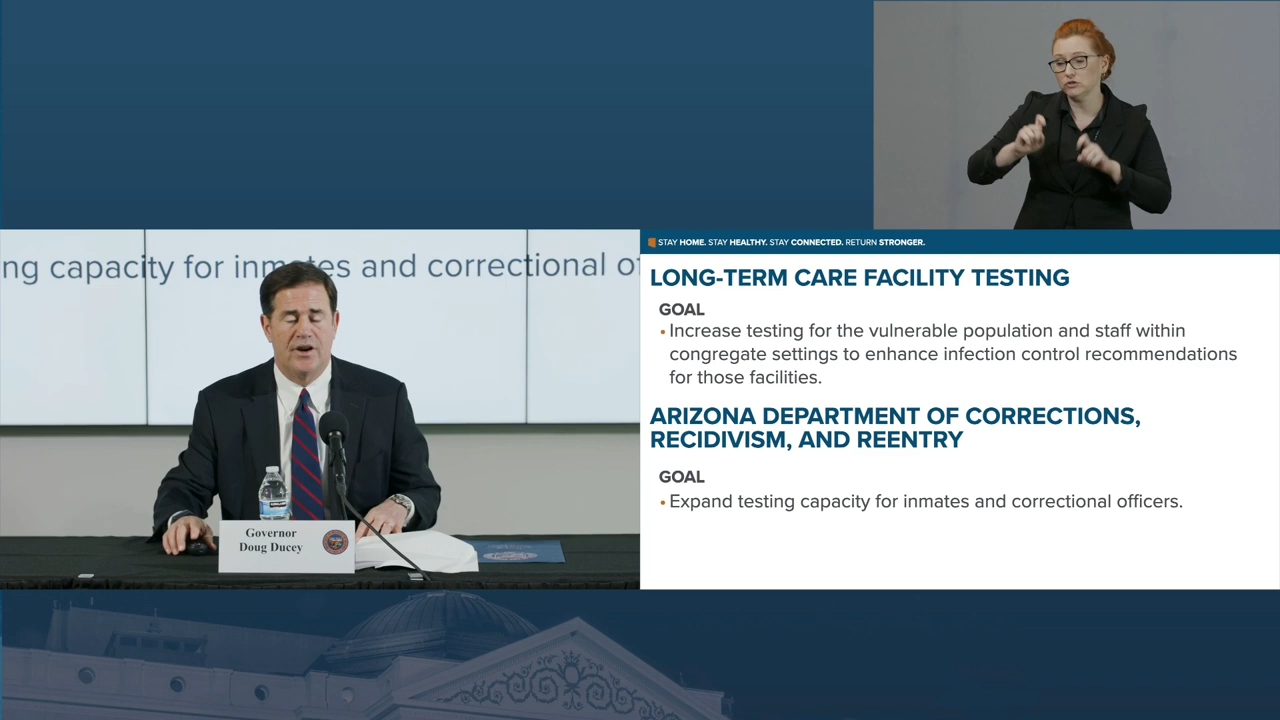 ng capacity for inmates and correctional of
Governor
Doug Ducey
STAY HOME. STAY HEALTHY. STAY CONNECTED. RETURN STRONGER.
LONG-TERM CARE FACILITY TESTING
GOAL
• Increase testing for the vulnerable population and staff within
congregate settings to enhance infection control recommendations
for those facilities.
ARIZONA DEPARTMENT OF CORRECTIONS,
RECIDIVISM, AND REENTRY
GOAL
• Expand testing capacity for inmates and correctional officers.